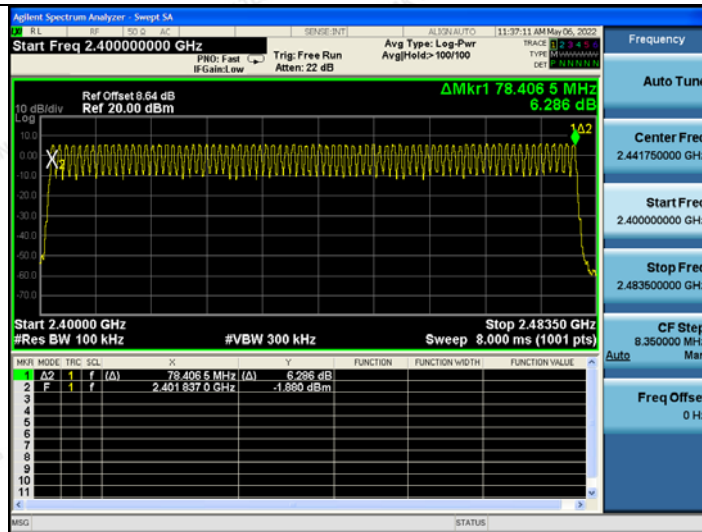 Agilent Spectrum Analyzer - Swept SA
RL RF 50 Ω AC SENSE:INT ALIGN AUTO 11:37:11 AM May 06, 2022
Start Freq 2.400000000 GHz
PNO: Fast
IFGain:Low
Trig: Free Run
Atten: 22 dB
Avg Type: Log-Pwr
Avg|Hold:> 100/100
TRACE 1 2 3 4 5 6
TYPE M
DET P N N N N N
Ref Offset 8.64 dB
Ref 20.00 dBm
10 dB/div
Log
ΔMkr1 78.406 5 MHz
6.286 dB
10.0
0.00
-10.0
-20.0
-30.0
-40.0
-50.0
-60.0
-70.0
1Δ2
X2
Start 2.40000 GHz Stop 2.48350 GHz
#Res BW 100 kHz #VBW 300 kHz Sweep 8.000 ms (1001 pts)
MKR MODE TRC SCL X Y FUNCTION FUNCTION WIDTH FUNCTION VALUE
1 Δ2 1 f (Δ) 78.406 5 MHz (Δ) 6.286 dB
2 F 1 f 2.401 837 0 GHz -1.880 dBm
3
4
5
6
7
8
9
10
11
MSG STATUS
Frequency
Auto Tune
Center Freq
2.441750000 GHz
Start Freq
2.400000000 GHz
Stop Freq
2.483500000 GHz
CF Step
8.350000 MHz
Auto Man
Freq Offset
0 Hz